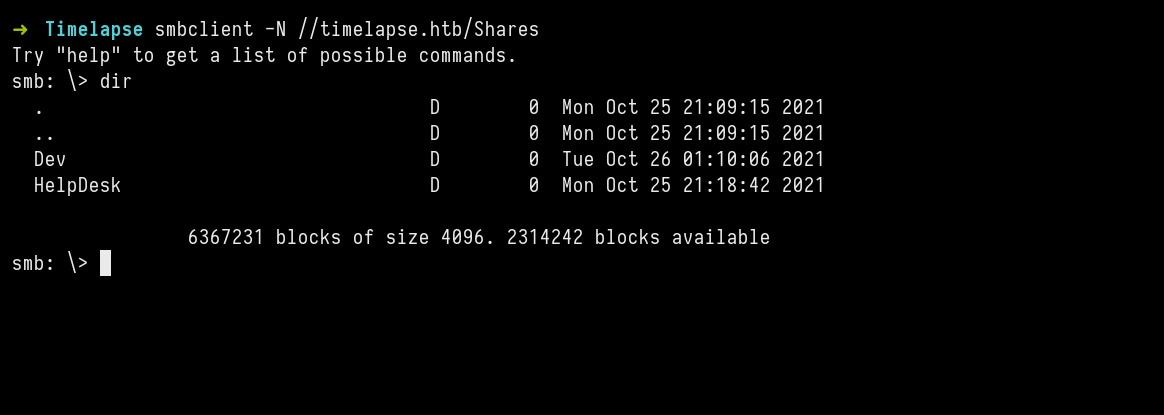 ➜  Timelapse smbclient -N //timelapse.htb/Shares
Try "help" to get a list of possible commands.
smb: \> dir
  .                                   D        0  Mon Oct 25 21:09:15 2021
  ..                                  D        0  Mon Oct 25 21:09:15 2021
  Dev                                 D        0  Tue Oct 26 01:10:06 2021
  HelpDesk                            D        0  Mon Oct 25 21:18:42 2021
                6367231 blocks of size 4096. 2314242 blocks available
smb: \>